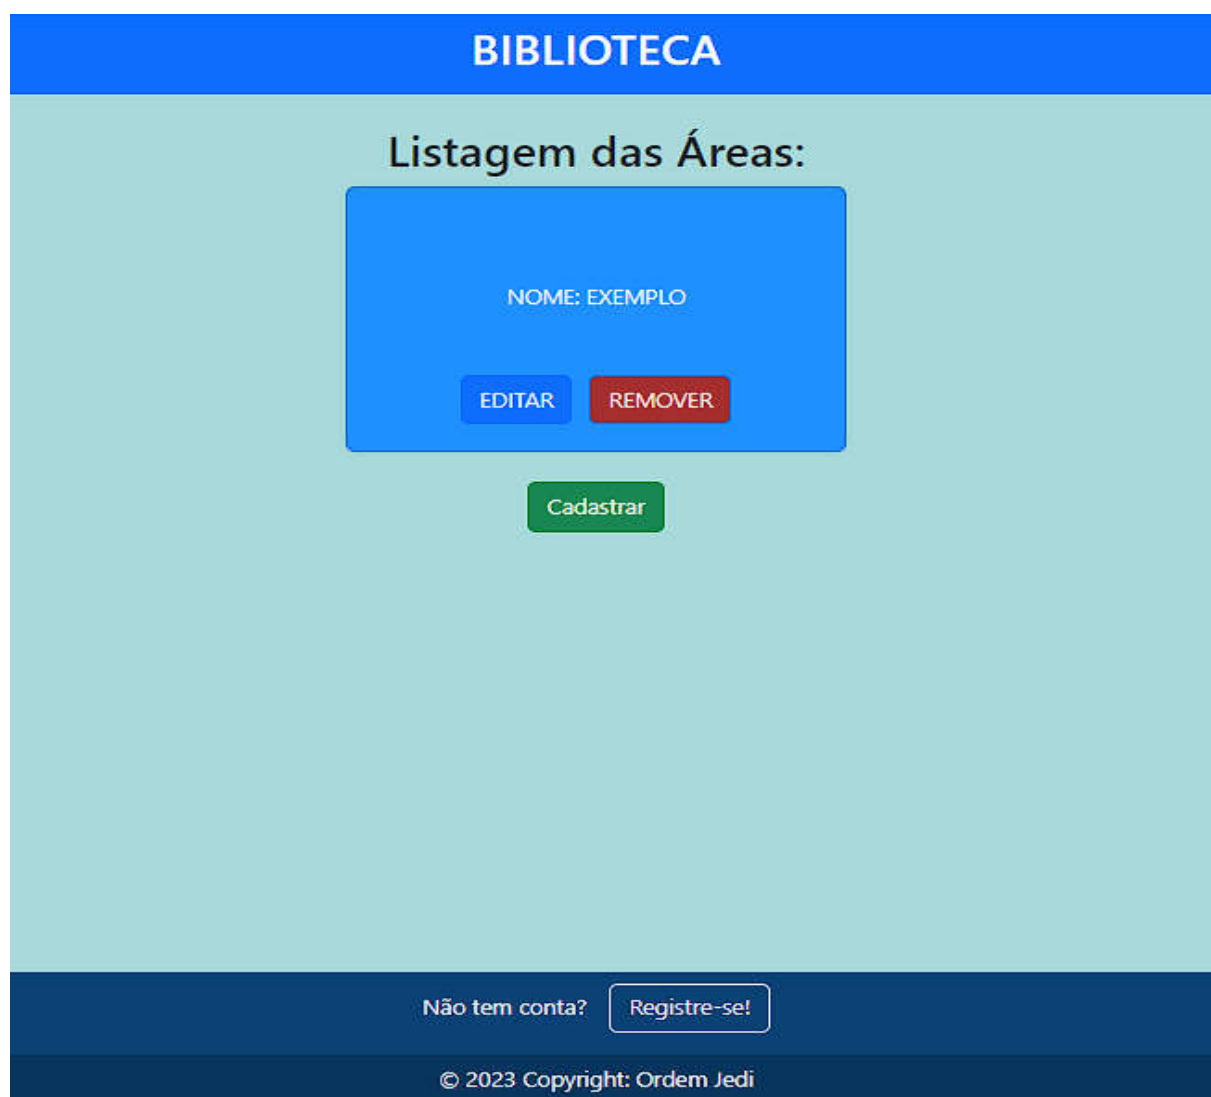 BIBLIOTECA
Listagem das Áreas:
NOME: EXEMPLO
EDITAR REMOVER
Cadastrar
Não tem conta? Registre-se!
© 2023 Copyright: Ordem Jedi